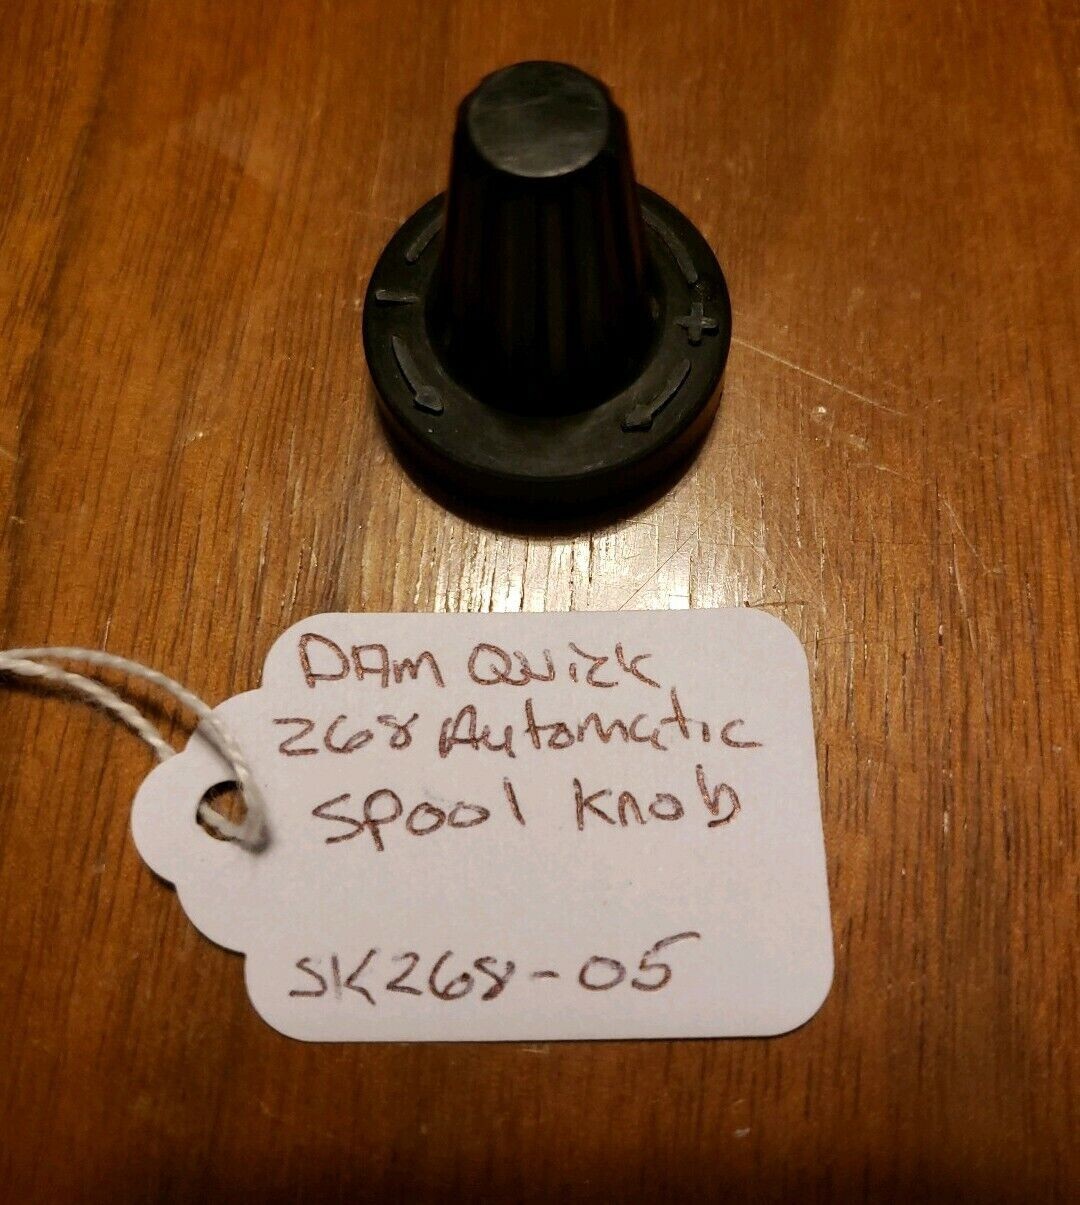 - +
DAM QUICK
268 Automatic
Spool Knob
SK268-05